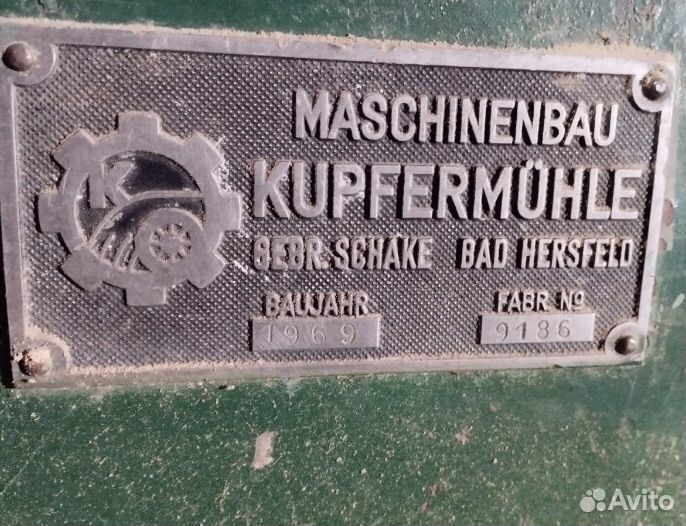 MASCHINENBAU
K
KUPFERMÜHLE
GEBR. SCHAKE BAD HERSFELD
BAUJAHR FABR Nº
1969 9186
Avito